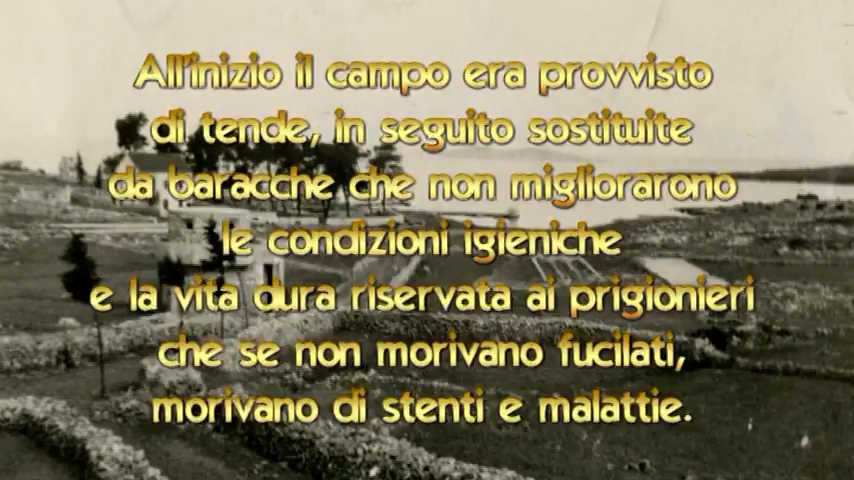 All'inizio il campo era provvisto
di tende, in seguito sostituite
da baracche che non migliorarono
le condizioni igieniche
e la vita dura riservata ai prigionieri
che se non morivano fucilati,
morivano di stenti e malattie.